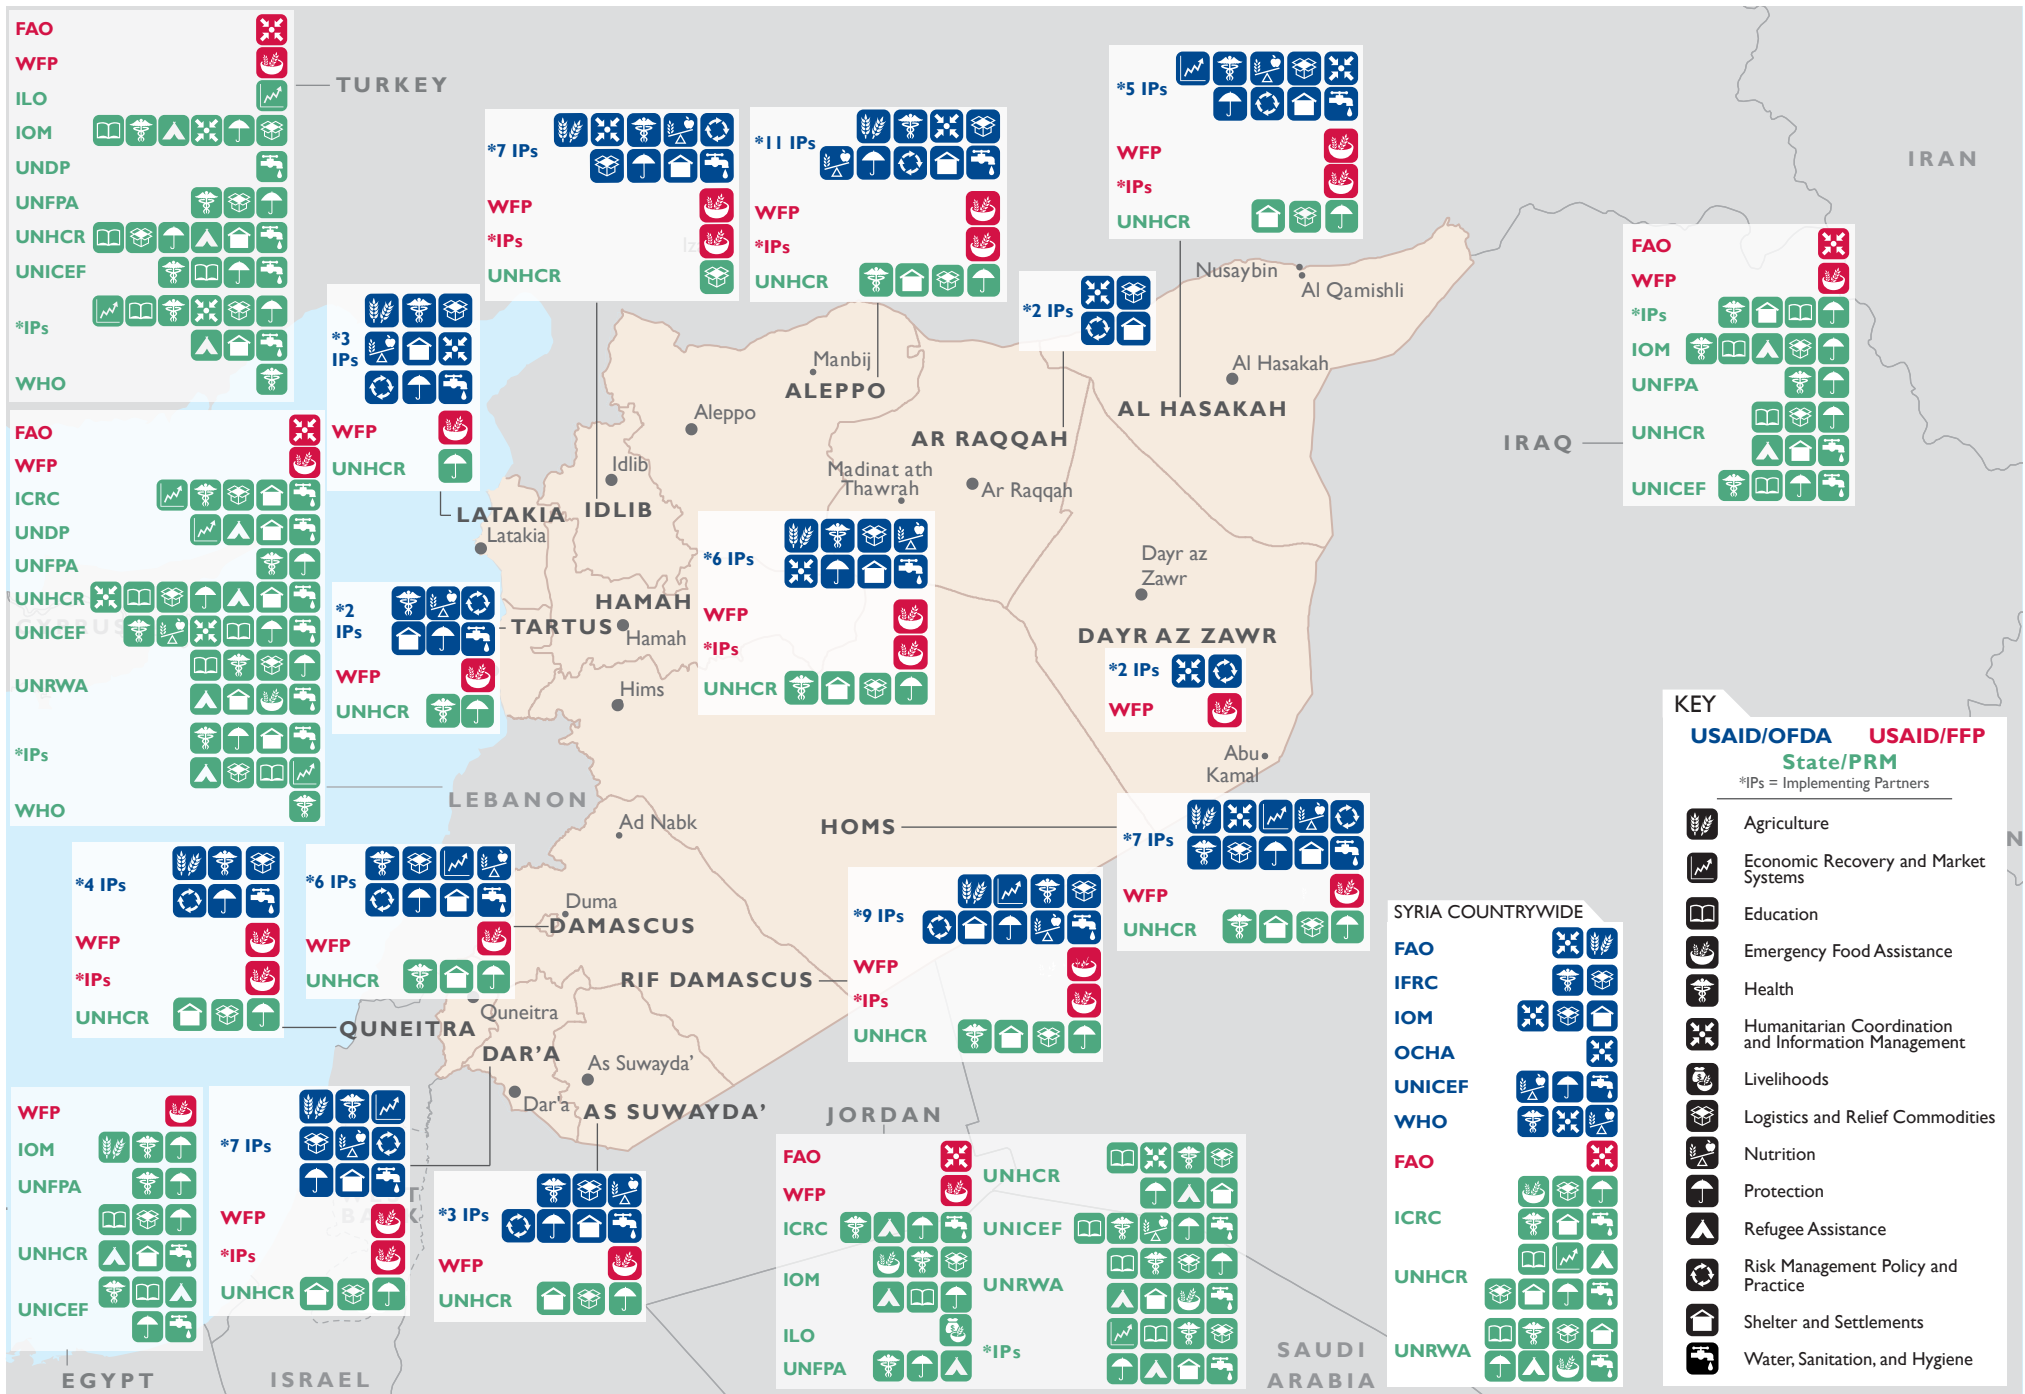 FAO
WFP
ILO
IOM
UNDP
UNFPA
UNHCR
UNICEF
*IPs
WHO
TURKEY
FAO
WFP
ICRC
UNDP
UNFPA
UNHCR
UNICEF
UNRWA
*IPs
WHO
LEBANON
CYPRUS
*3
IPs
WFP
UNHCR
LATAKIA
Latakia
*7 IPs
WFP
*IPs
UNHCR
IDLIB
Idlib
*11 IPs
WFP
*IPs
UNHCR
Manbij
ALEPPO
Aleppo
*2 IPs
AR RAQQAH
Madinat ath
Thawrah
Ar Raqqah
*5 IPs
WFP
*IPs
UNHCR
Nusaybin
Al Qamishli
Al Hasakah
AL HASAKAH
IRAN
IRAQ
FAO
WFP
*IPs
IOM
UNFPA
UNHCR
UNICEF
*2
IPs
WFP
UNHCR
TARTUS
HAMAH
Hamah
*6 IPs
WFP
*IPs
UNHCR
Hims
Dayr az
Zawr
DAYR AZ ZAWR
*2 IPs
WFP
Abu
Kamal
HOMS
*7 IPs
WFP
UNHCR
Ad Nabk
*4 IPs
WFP
*IPs
UNHCR
QUNEITRA
Quneitra
*6 IPs
WFP
UNHCR
Duma
DAMASCUS
RIF DAMASCUS
*9 IPs
WFP
*IPs
UNHCR
DAR'A
Dar'a
As Suwayda'
AS SUWAYDA'
WFP
IOM
UNFPA
UNHCR
UNICEF
EGYPT
*7 IPs
WFP
*IPs
UNHCR
ISRAEL
*3 IPs
WFP
UNHCR
JORDAN
FAO
WFP
ICRC
IOM
ILO
UNFPA
UNHCR
UNICEF
UNRWA
*IPs
SAUDI
ARABIA
SYRIA COUNTRYWIDE
FAO
IFRC
IOM
OCHA
UNICEF
WHO
FAO
ICRC
UNHCR
UNRWA
KEY
USAID/OFDA USAID/FFP
State/PRM
*IPs = Implementing Partners
Agriculture
Economic Recovery and Market
Systems
Education
Emergency Food Assistance
Health
Humanitarian Coordination
and Information Management
Livelihoods
Logistics and Relief Commodities
Nutrition
Protection
Refugee Assistance
Risk Management Policy and
Practice
Shelter and Settlements
Water, Sanitation, and Hygiene